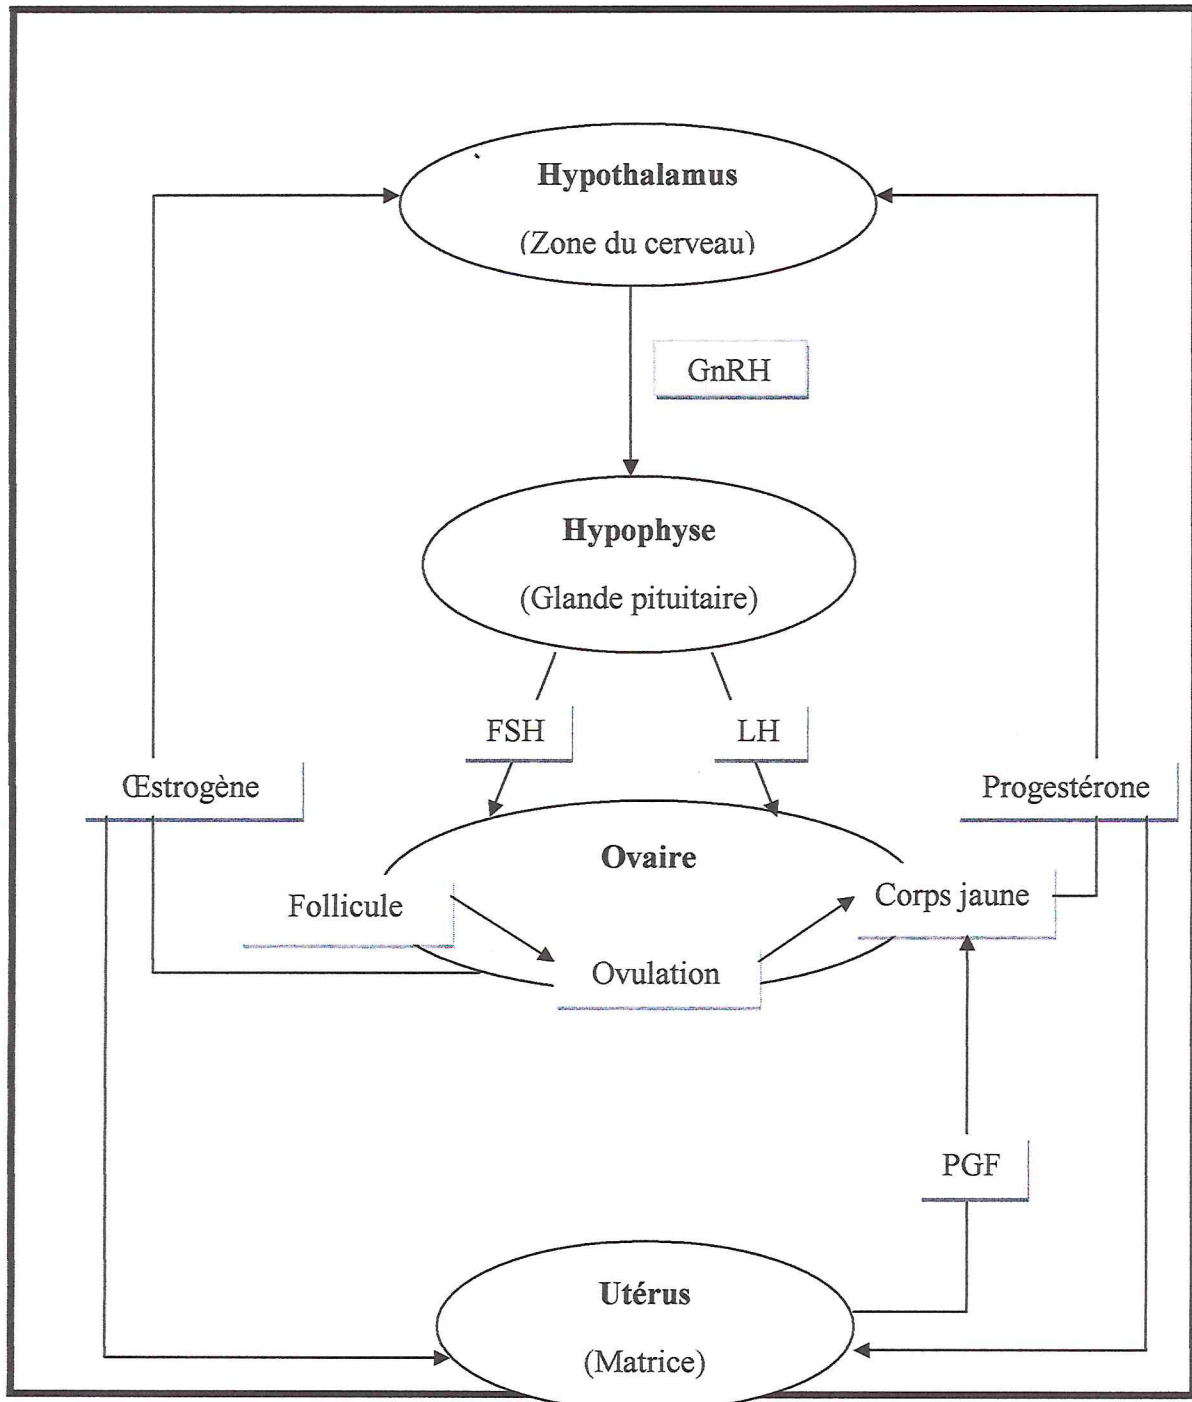 Hypothalamus
(Zone du cerveau)
GnRH
Hypophyse
(Glande pituitaire)
FSH
LH
Œstrogène
Progestérone
Ovaire
Follicule
Corps jaune
Ovulation
PGF
Utérus
(Matrice)